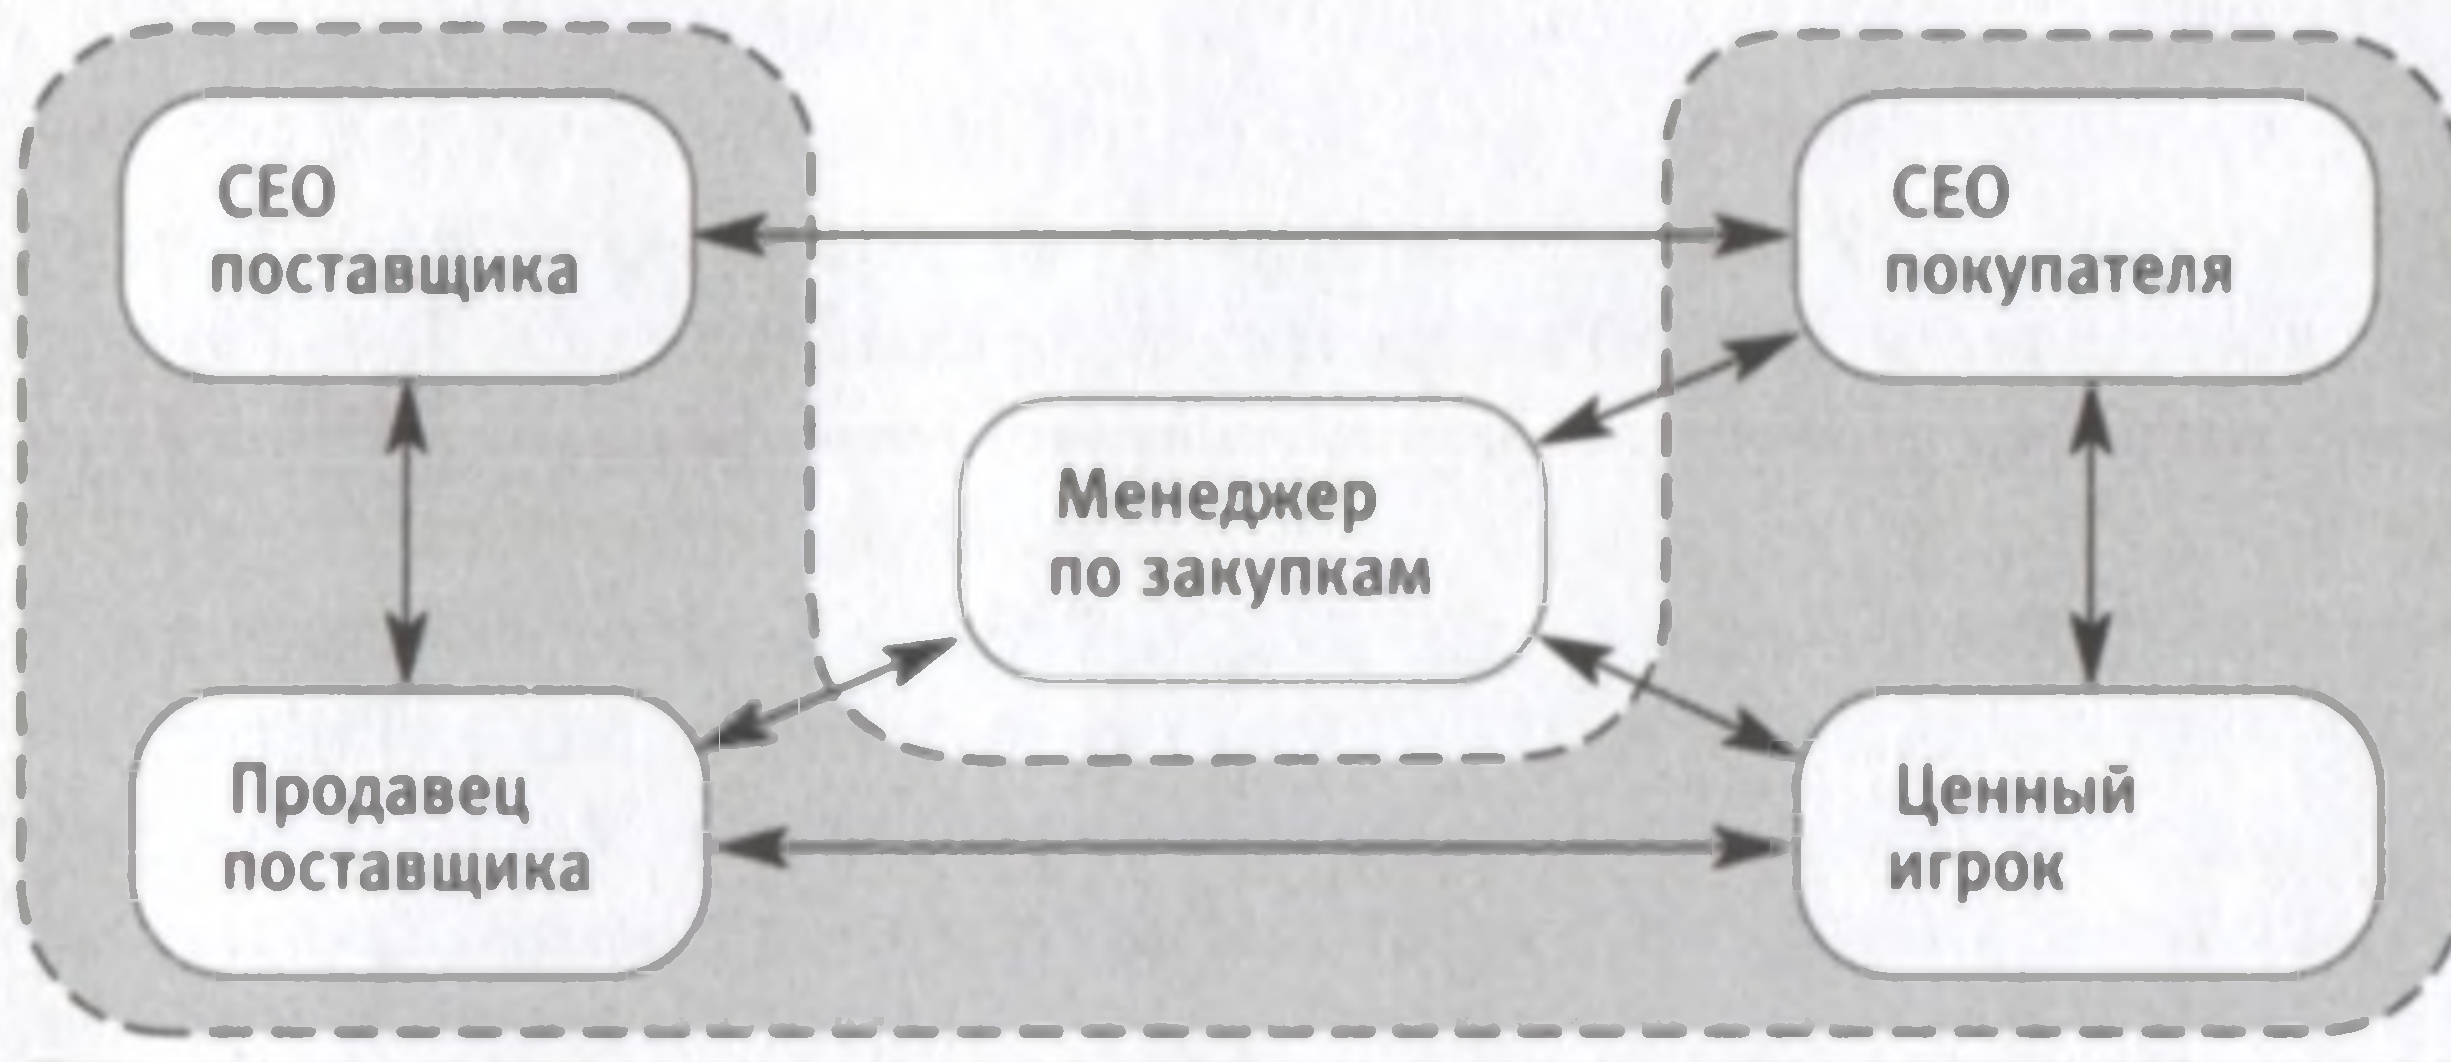 СЕО
поставщика
СЕО
покупателя
Менеджер
по закупкам
Продавец
поставщика
Ценный
игрок